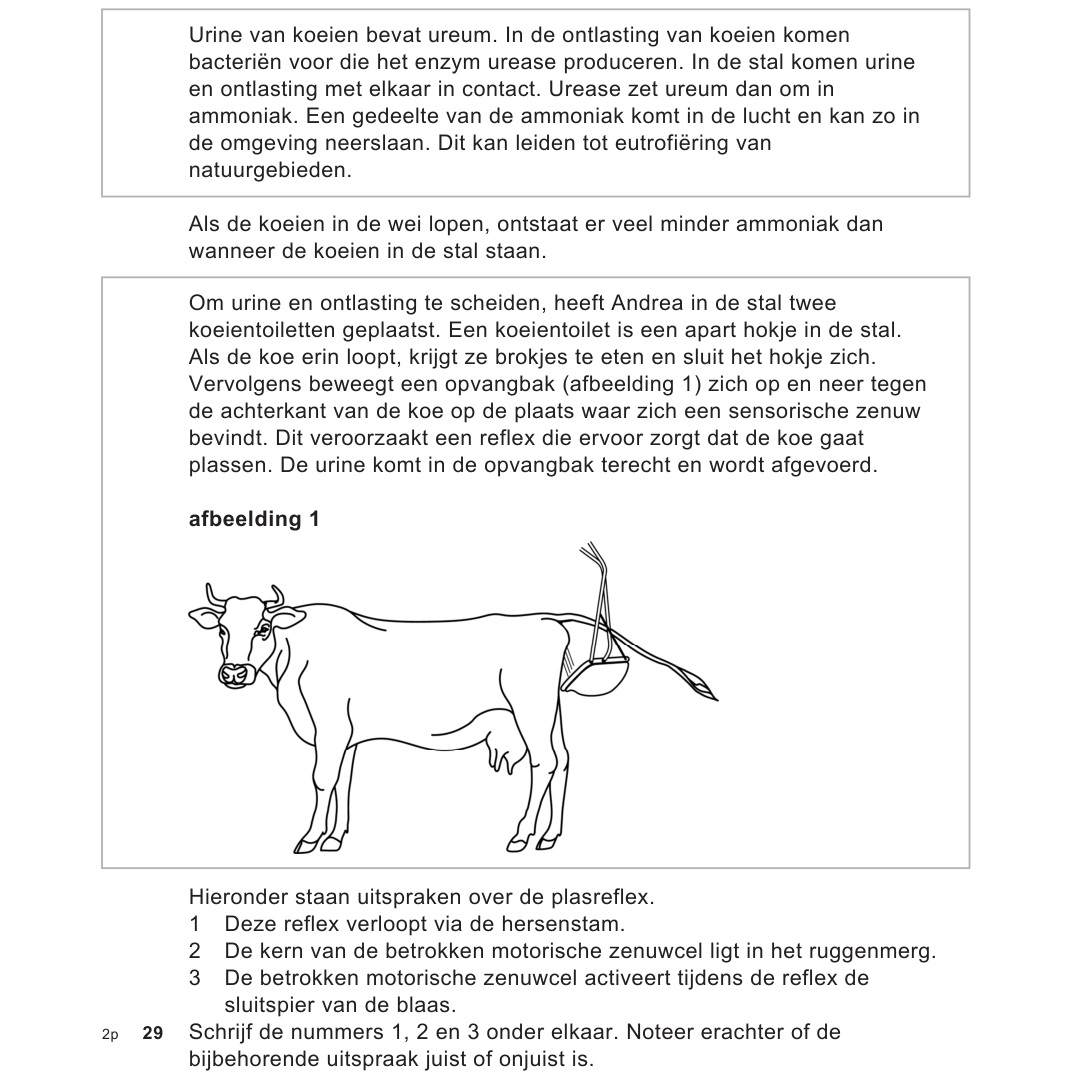 Urine van koeien bevat ureum. In de ontlasting van koeien komen
bacteriën voor die het enzym urease produceren. In de stal komen urine
en ontlasting met elkaar in contact. Urease zet ureum dan om in
ammoniak. Een gedeelte van de ammoniak komt in de lucht en kan zo in
de omgeving neerslaan. Dit kan leiden tot eutrofiëring van
natuurgebieden.
Als de koeien in de wei lopen, ontstaat er veel minder ammoniak dan
wanneer de koeien in de stal staan.
Om urine en ontlasting te scheiden, heeft Andrea in de stal twee
koeientoiletten geplaatst. Een koeientoilet is een apart hokje in de stal.
Als de koe erin loopt, krijgt ze brokjes te eten en sluit het hokje zich.
Vervolgens beweegt een opvangbak (afbeelding 1) zich op en neer tegen
de achterkant van de koe op de plaats waar zich een sensorische zenuw
bevindt. Dit veroorzaakt een reflex die ervoor zorgt dat de koe gaat
plassen. De urine komt in de opvangbak terecht en wordt afgevoerd.
afbeelding 1
Hieronder staan uitspraken over de plasreflex.
1 Deze reflex verloopt via de hersenstam.
2 De kern van de betrokken motorische zenuwcel ligt in het ruggenmerg.
3 De betrokken motorische zenuwcel activeert tijdens de reflex de
sluitspier van de blaas.
2p 29 Schrijf de nummers 1, 2 en 3 onder elkaar. Noteer erachter of de
bijbehorende uitspraak juist of onjuist is.